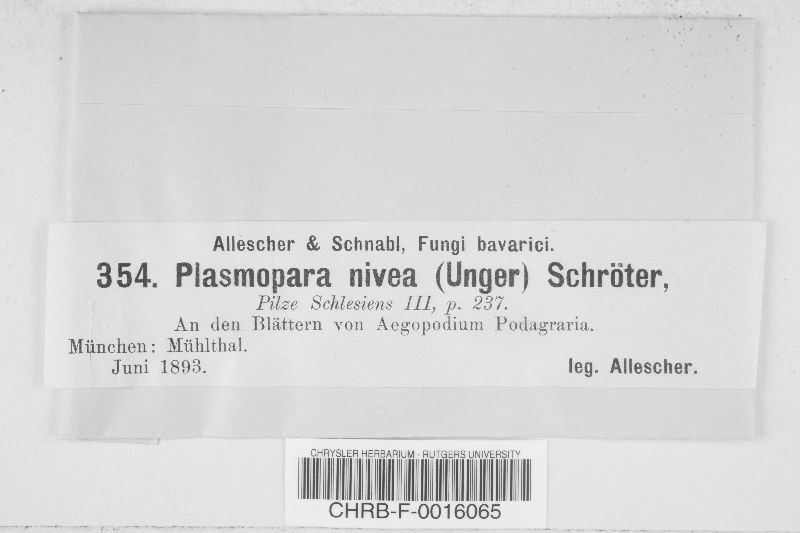 Allescher & Schnabl, Fungi bavarici.
354. Plasmopara nivea (Unger) Schröter,
Pilze Schlesiens III, p. 237.
An den Blättern von Aegopodium Podagraria.
München: Mühlthal.
Juni 1893.
leg. Allescher.
CHRYSLER HERBARIUM - RUTGERS UNIVERSITY
CHRB-F-0016065